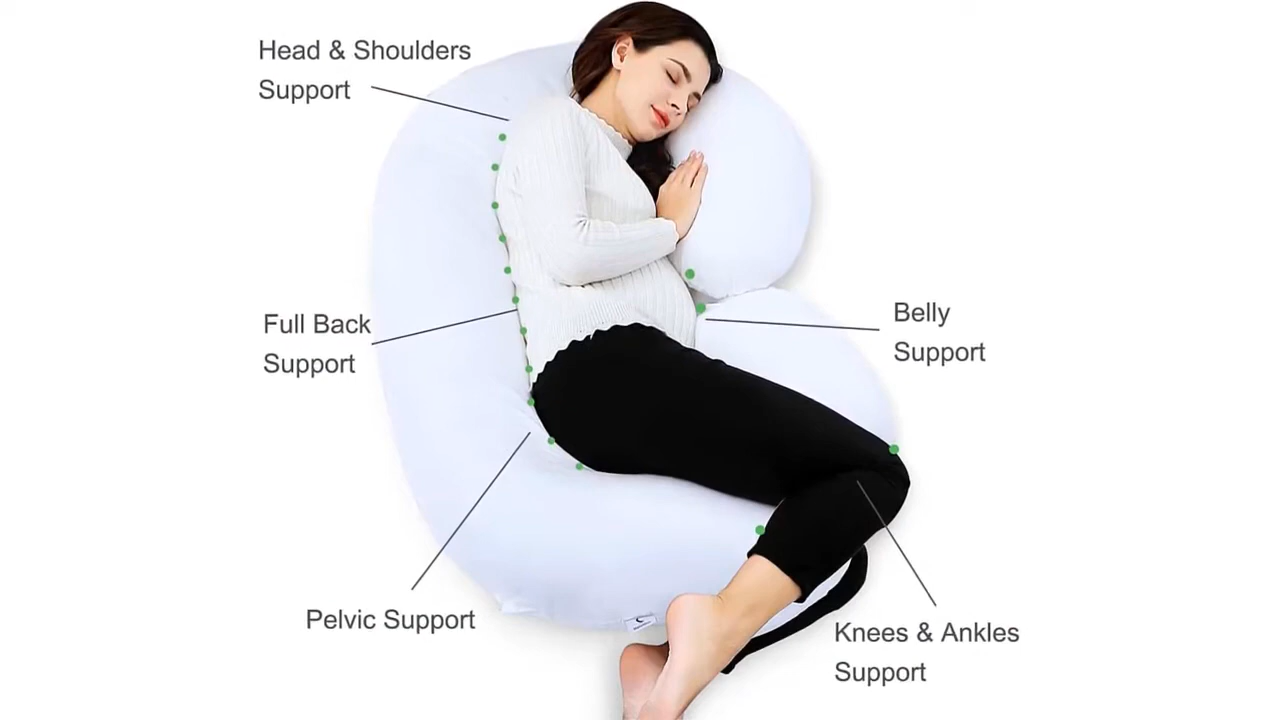 Head & Shoulders
Support
Full Back
Support
Belly
Support
Pelvic Support
Knees & Ankles
Support